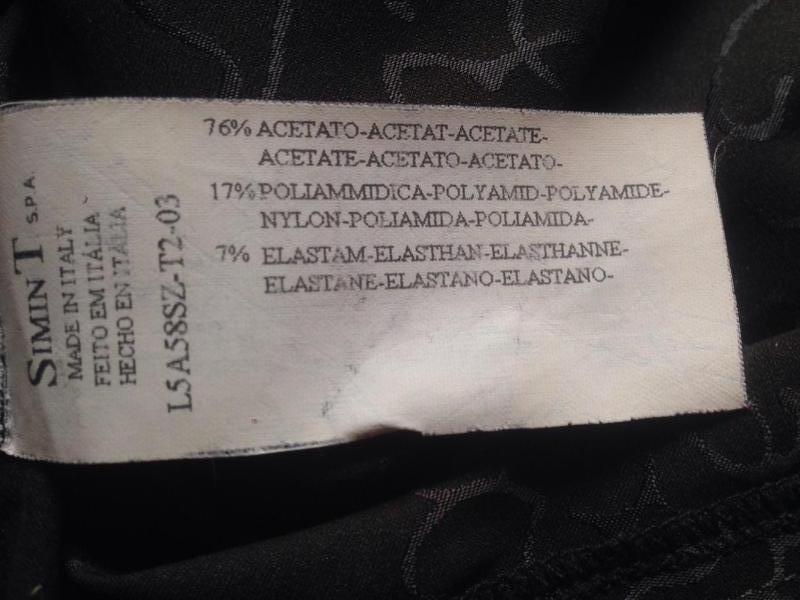 76% ACETATO-ACETAT-ACETATE-
ACETATE-ACETATO-ACETATO-
17% POLIAMMIDICA-POLYAMID-POLYAMIDE-
NYLON-POLIAMIDA-POLIAMIDA-
7% ELASTAM-ELASTHAN-ELASTHANNE-
ELASTANE-ELASTANO-ELASTANO-
SIMINT S.P.A.
MADE IN ITALY
FEITO EM ITÁLIA
HECHO EN ITALIA
L5A58SZ-T2-03